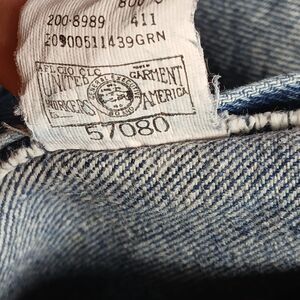 200-8989 411
20900511439GRN
AFL CIO CLC
UNITED GARMENT
WORKERS AMERICA
57080